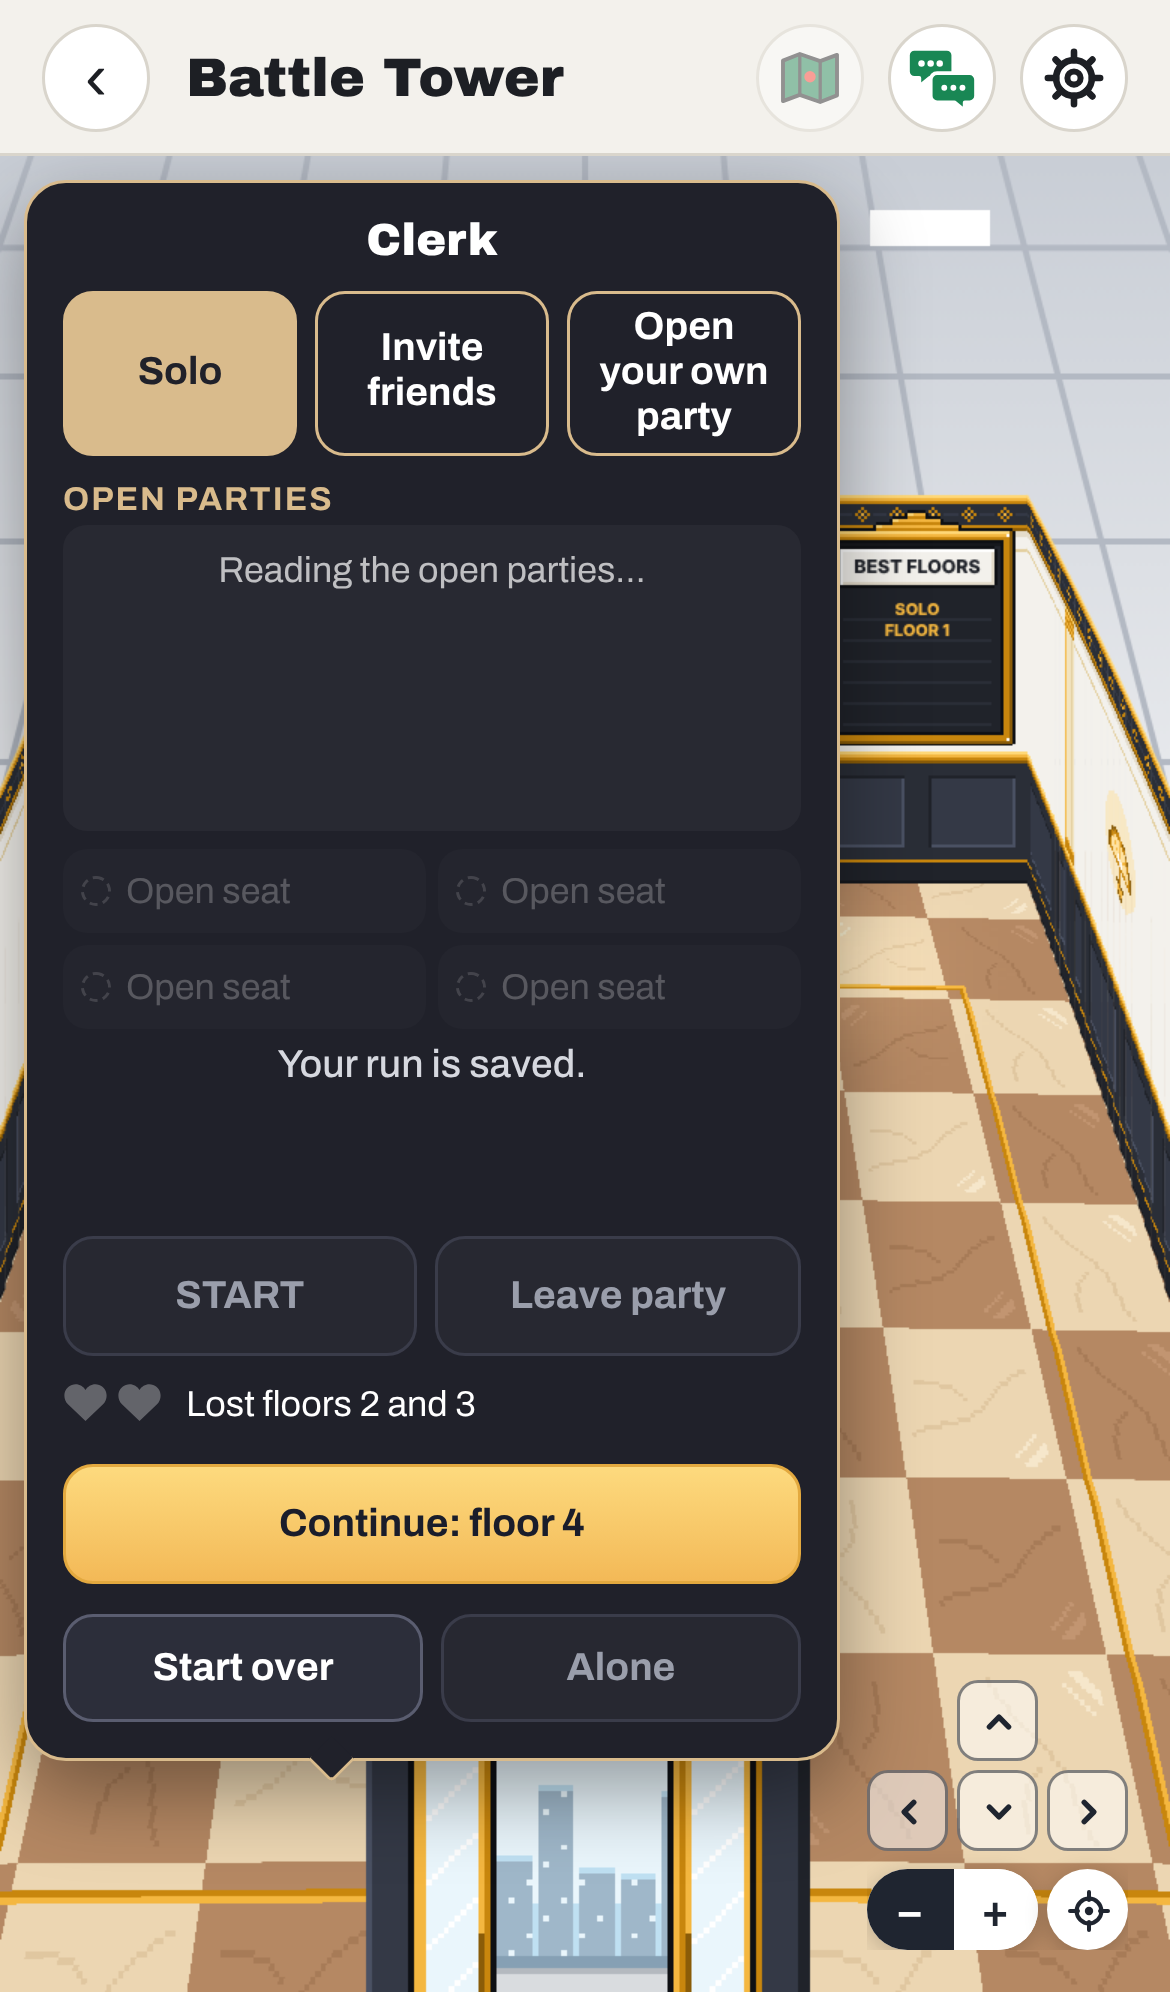 Battle Tower
Clerk
Solo
Invite
friends
Open
your own
party
OPEN PARTIES
Reading the open parties...
BEST FLOORS
SOLO
FLOOR 1
Open seat
Open seat
Open seat
Open seat
Your run is saved.
START
Leave party
Lost floors 2 and 3
Continue: floor 4
Start over
Alone